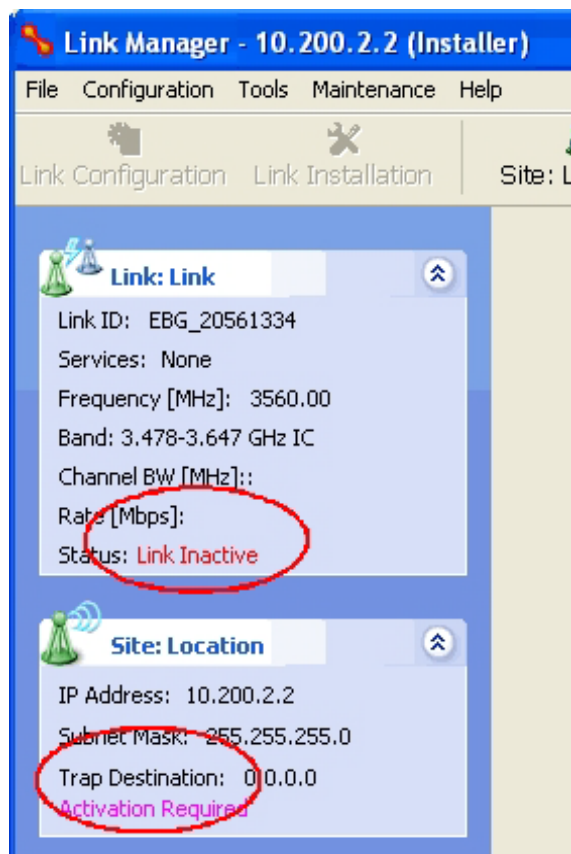 Link Manager - 10.200.2.2 (Installer)
File Configuration Tools Maintenance Help
Link Configuration Link Installation Site: L
Link: Link
Link ID: EBG_20561334
Services: None
Frequency [MHz]: 3560.00
Band: 3.478-3.647 GHz IC
Channel BW [MHz]::
Rate [Mbps]:
Status: Link Inactive
Site: Location
IP Address: 10.200.2.2
Subnet Mask: 255.255.255.0
Trap Destination: 0.0.0.0
Activation Required